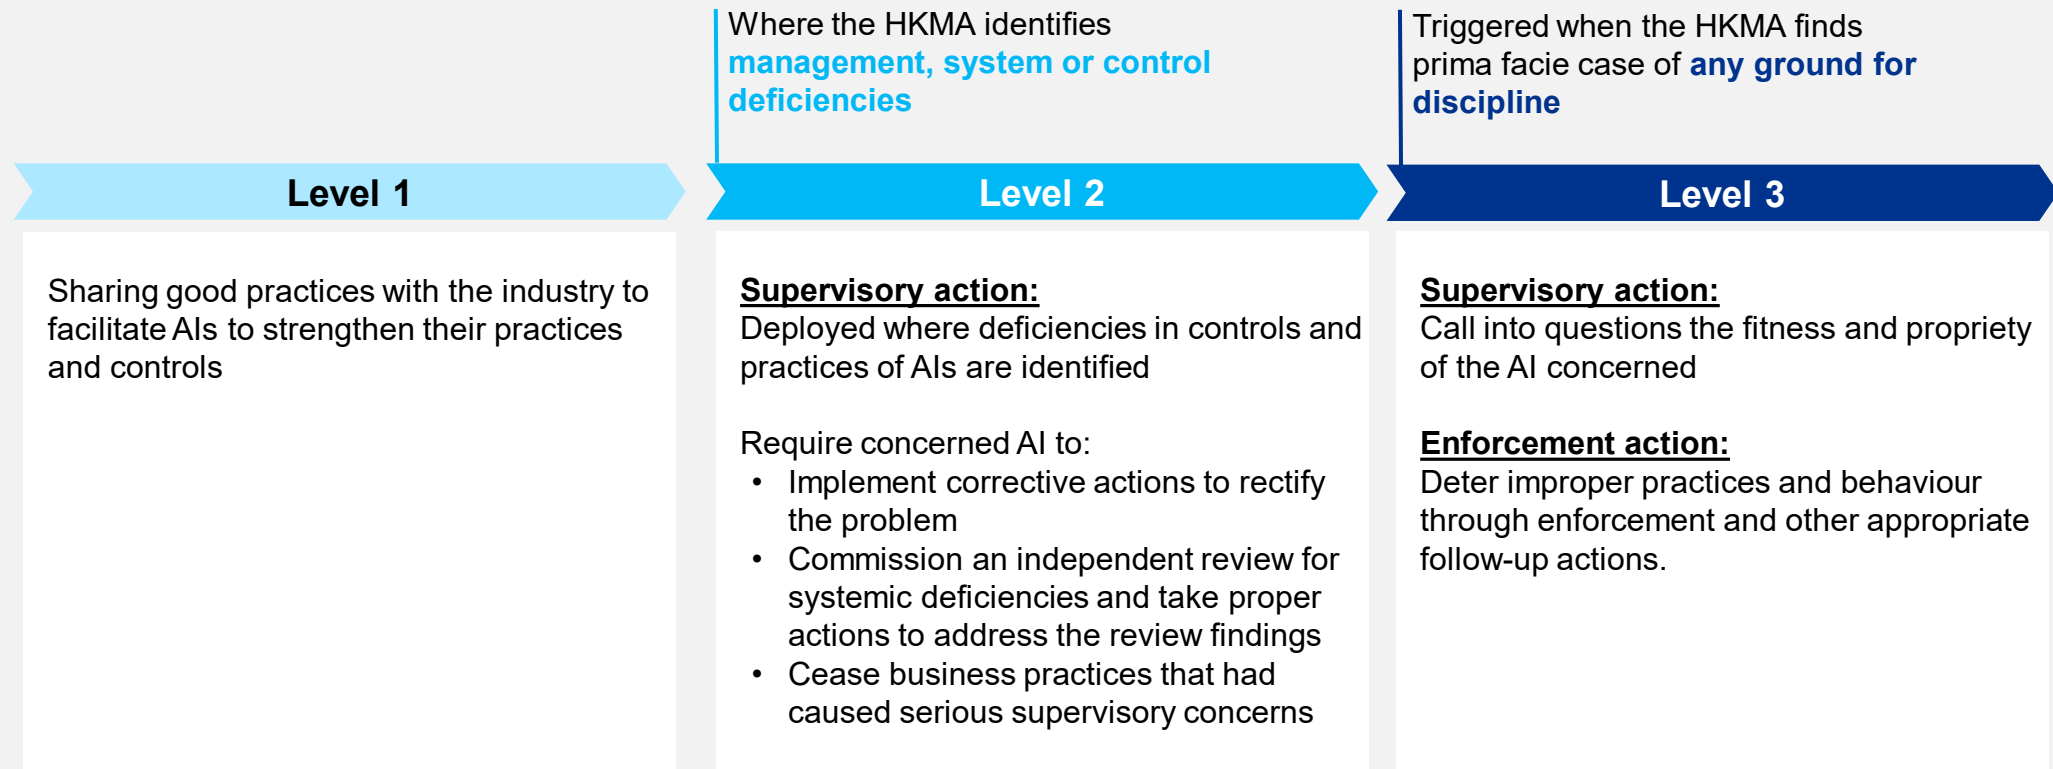 Where the HKMA identifies
management, system or control
deficiencies
Triggered when the HKMA finds
prima facie case of any ground for
discipline
Level 1
Level 2
Level 3
Sharing good practices with the industry to
facilitate AIs to strengthen their practices
and controls
Supervisory action:
Deployed where deficiencies in controls and
practices of AIs are identified
Require concerned AI to:
• Implement corrective actions to rectify
the problem
• Commission an independent review for
systemic deficiencies and take proper
actions to address the review findings
• Cease business practices that had
caused serious supervisory concerns
Supervisory action:
Call into questions the fitness and propriety
of the AI concerned
Enforcement action:
Deter improper practices and behaviour
through enforcement and other appropriate
follow-up actions.